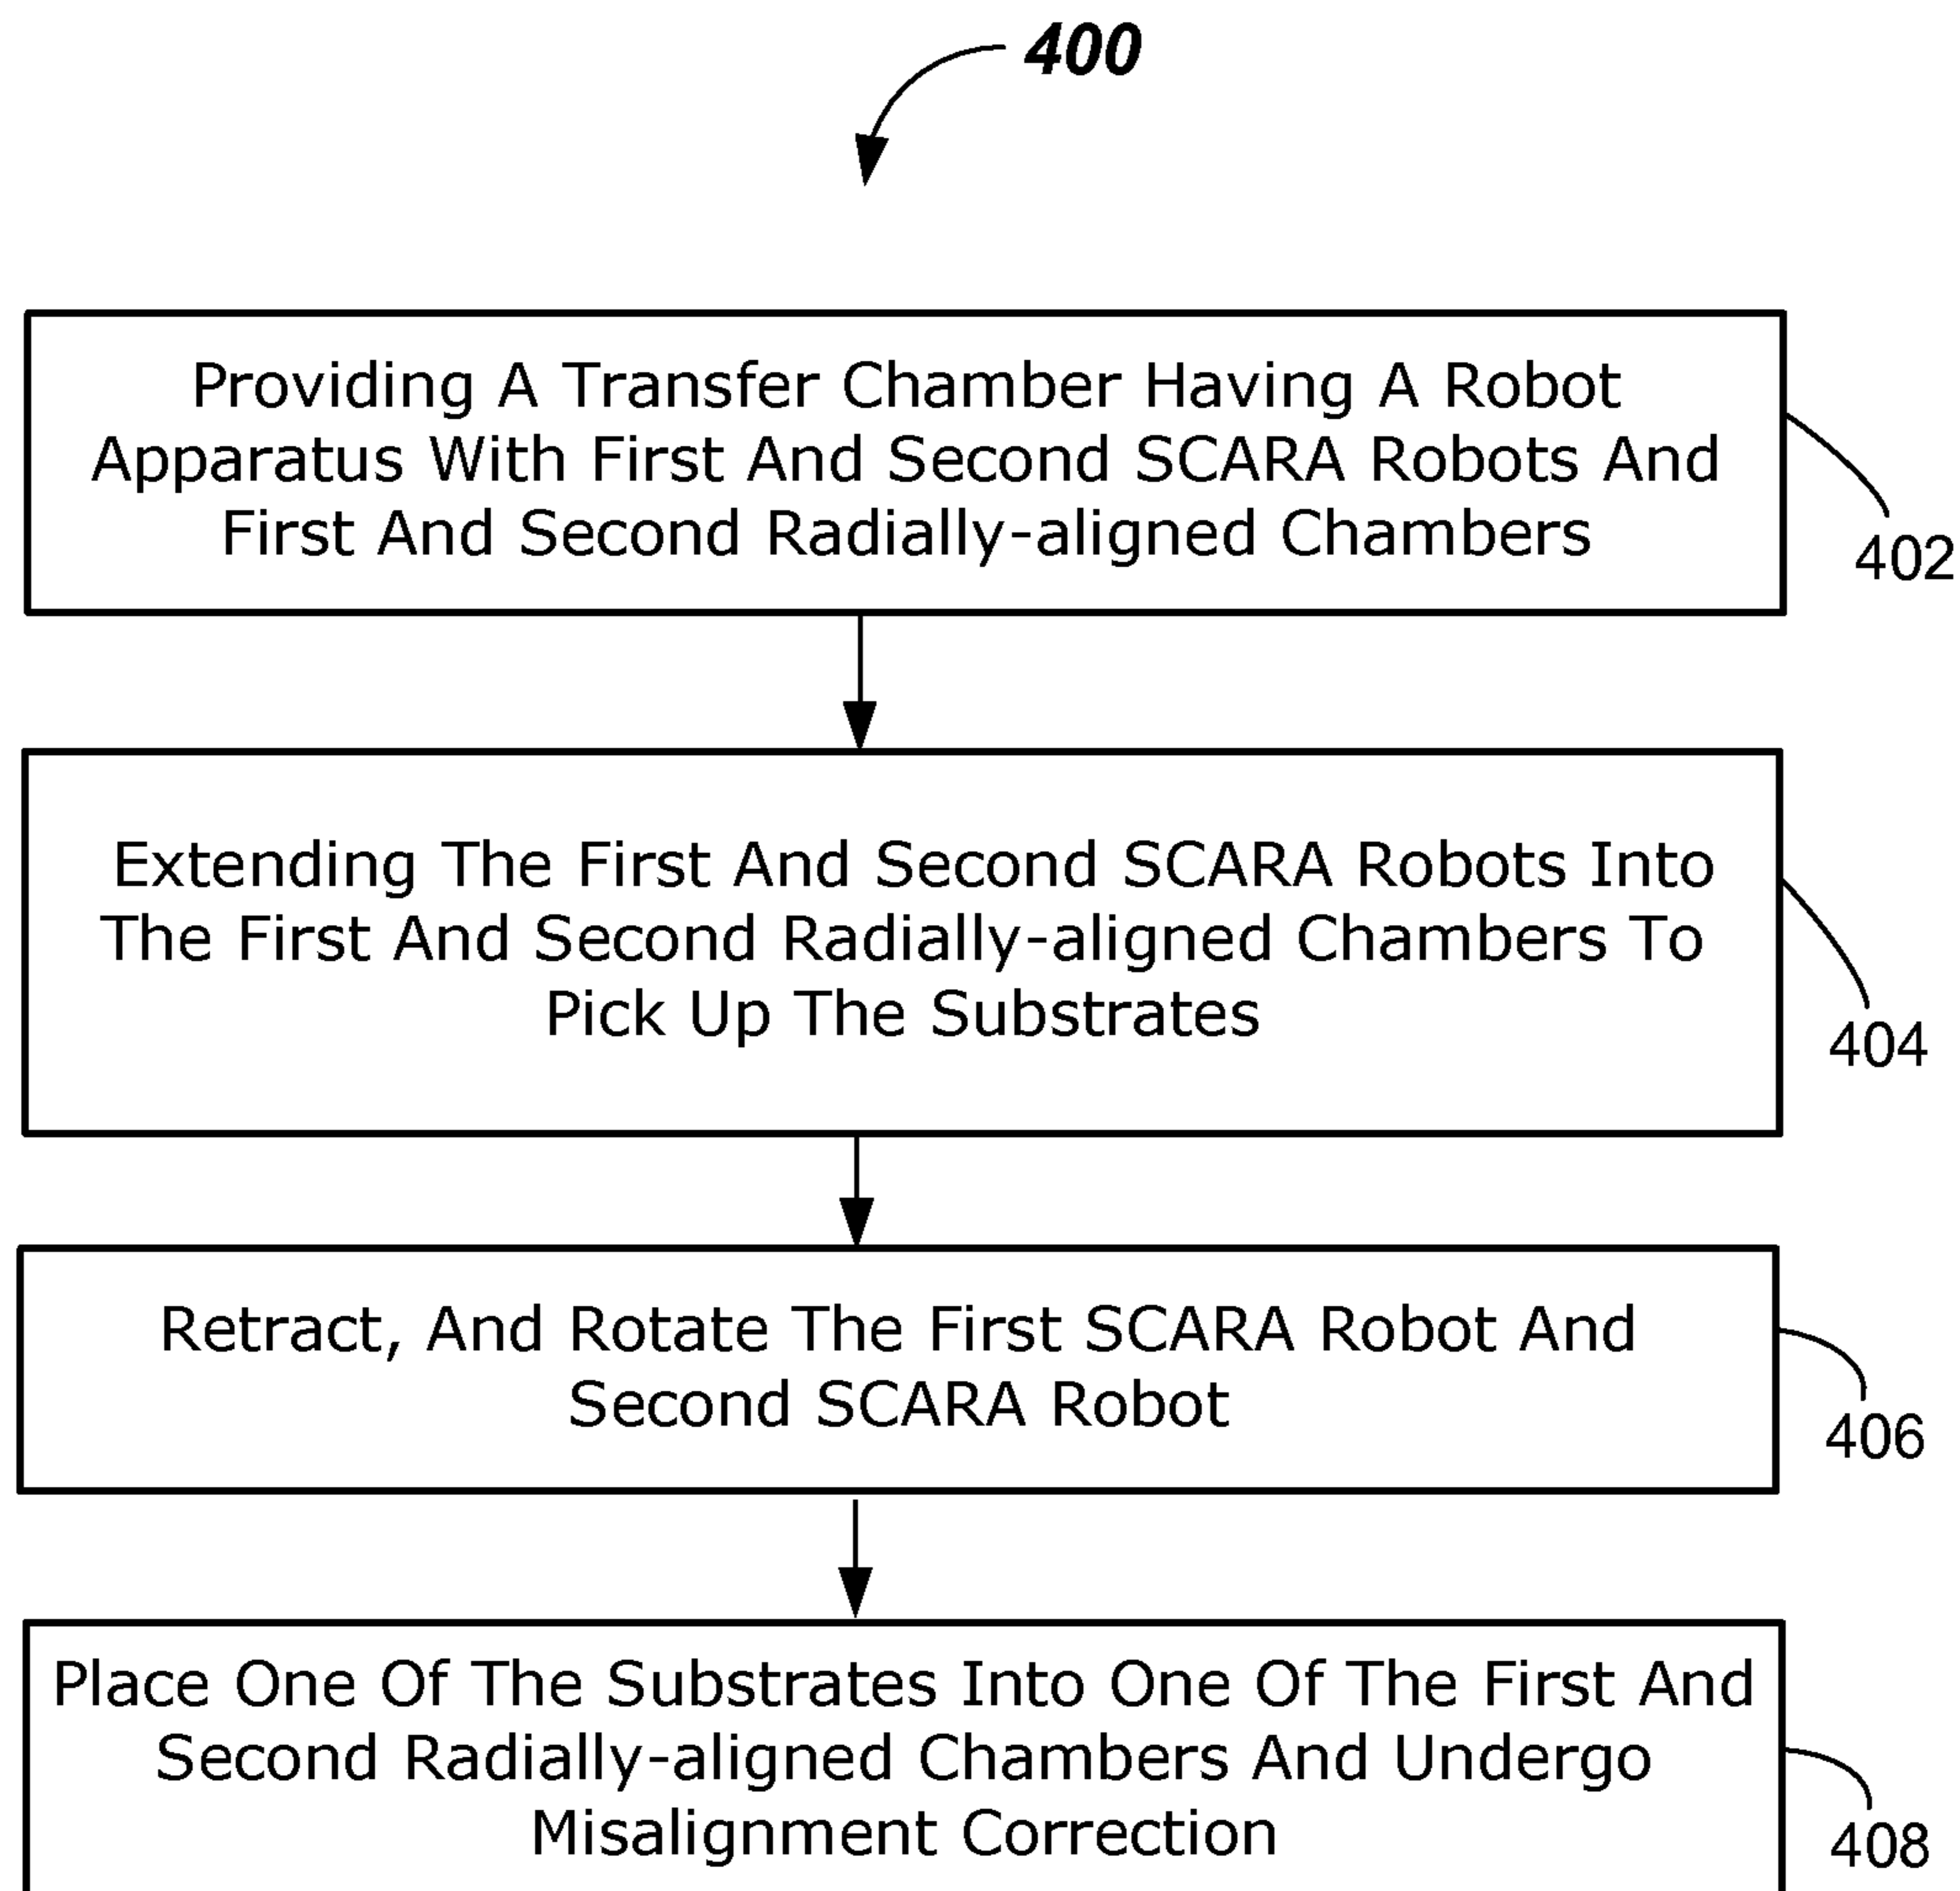 400
Providing A Transfer Chamber Having A Robot
Apparatus With First And Second SCARA Robots And
First And Second Radially-aligned Chambers
402
Extending The First And Second SCARA Robots Into
The First And Second Radially-aligned Chambers To
Pick Up The Substrates
404
Retract, And Rotate The First SCARA Robot And
Second SCARA Robot
406
Place One Of The Substrates Into One Of The First And
Second Radially-aligned Chambers And Undergo
Misalignment Correction
408